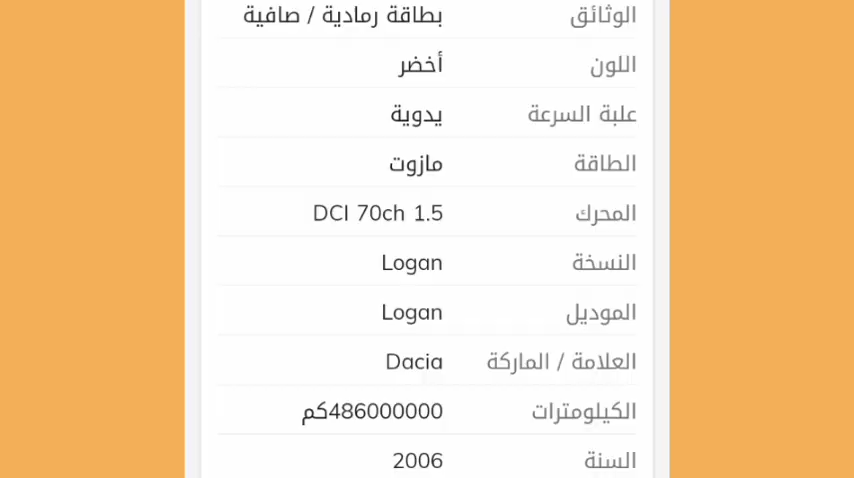 الوثائق بطاقة رمادية / صافية
اللون أخضر
علبة السرعة يدوية
الطاقة مازوت
المحرك 1.5 DCI 70ch
النسخة Logan
الموديل Logan
العلامة / الماركة Dacia
الكيلومترات 486000000كم
السنة 2006